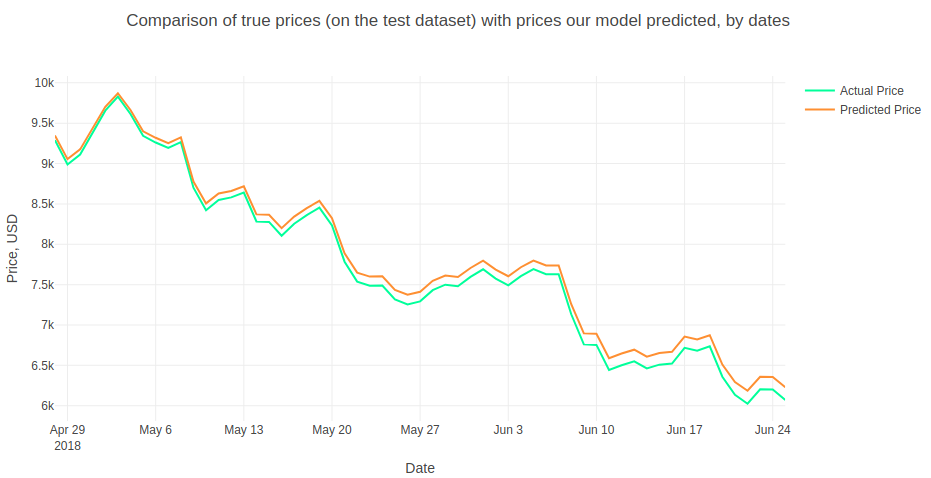 Comparison of true prices (on the test dataset) with prices our model predicted, by dates
10k
9.5k
9k
8.5k
8k
7.5k
7k
6.5k
6k
Price, USD
Apr 29
2018
May 6
May 13
May 20
May 27
Jun 3
Jun 10
Jun 17
Jun 24
Date
Actual Price
Predicted Price